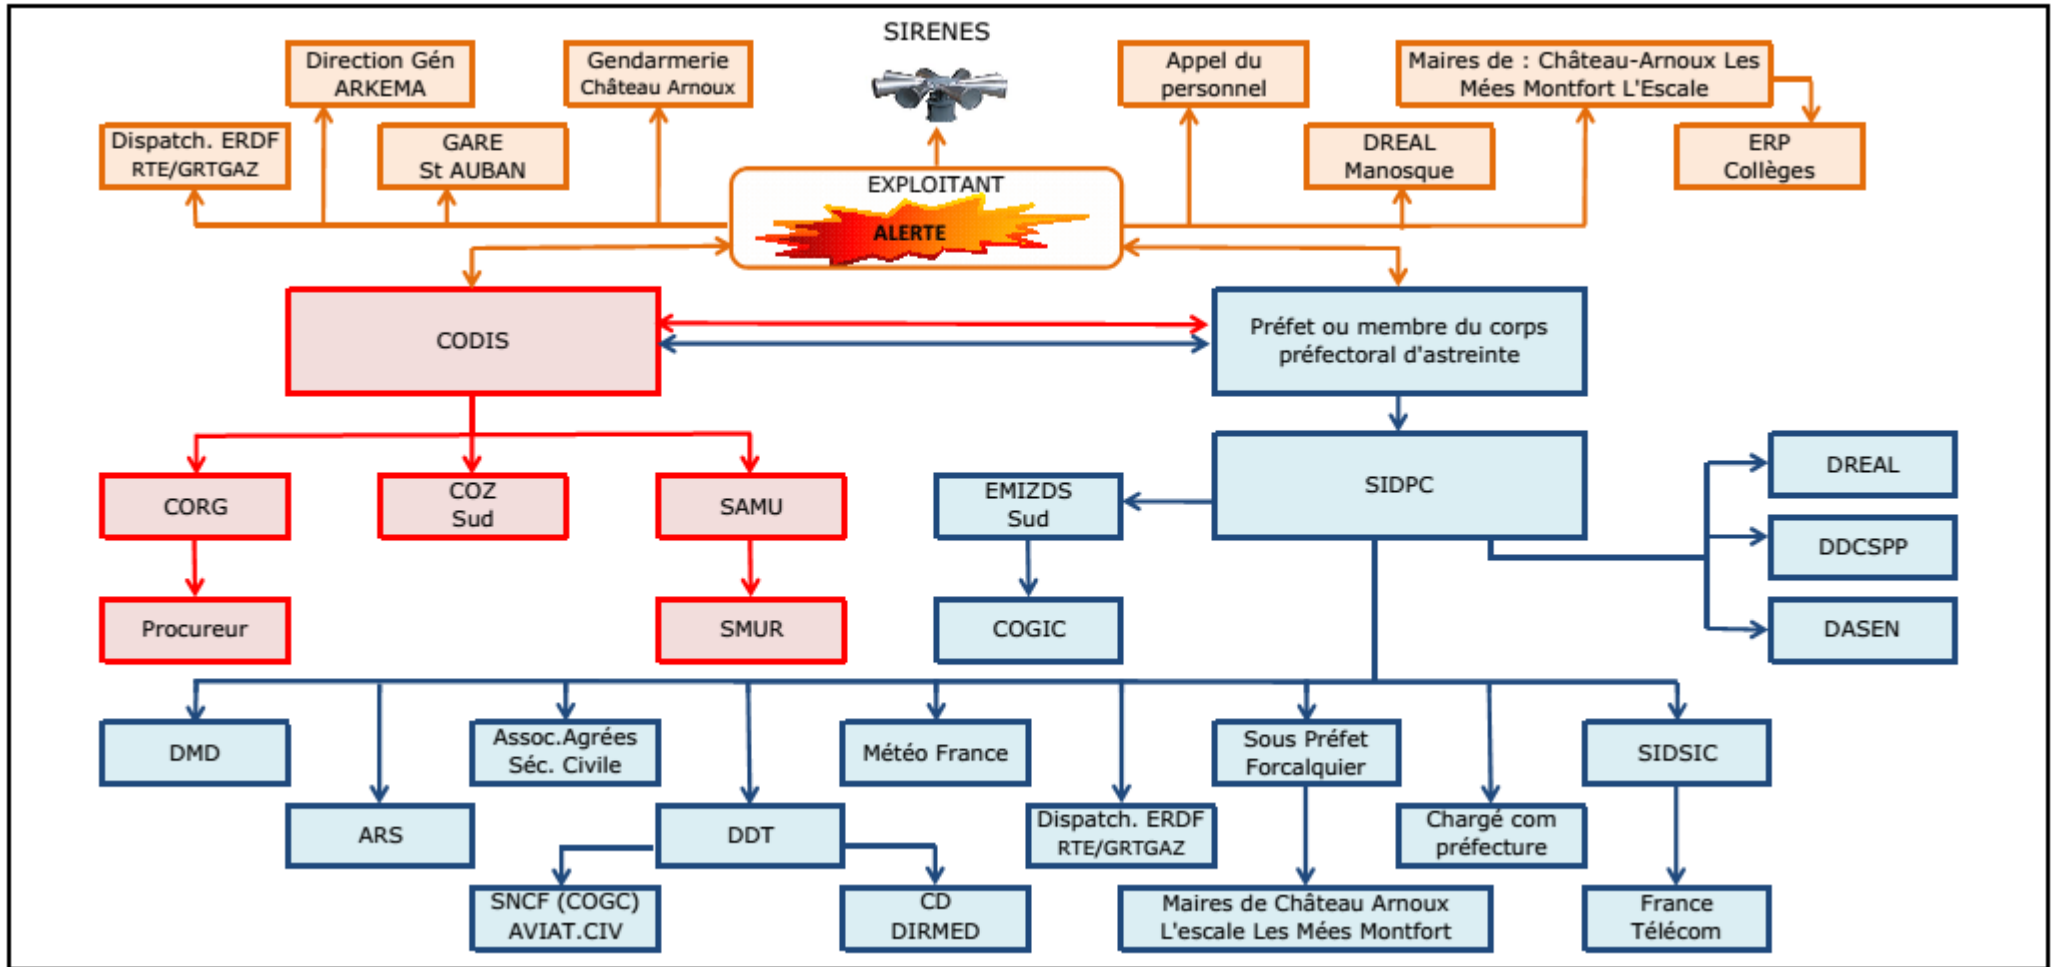 SIRENES
Direction Gén
ARKEMA
Gendarmerie
Château Arnoux
Appel du
personnel
Maires de : Château-Arnoux Les
Mées Montfort L'Escale
Dispatch. ERDF
RTE/GRTGAZ
GARE
St AUBAN
DREAL
Manosque
ERP
Collèges
EXPLOITANT
ALERTE
CODIS
Préfet ou membre du corps
préfectoral d'astreinte
CORG
COZ
Sud
SAMU
EMIZDS
Sud
SIDPC
DREAL
DDCSPP
Procureur
SMUR
COGIC
DASEN
DMD
Assoc.Agrées
Séc. Civile
Météo France
Sous Préfet
Forcalquier
SIDSIC
ARS
DDT
Dispatch. ERDF
RTE/GRTGAZ
Chargé com
préfecture
SNCF (COGC)
AVIAT.CIV
CD
DIRMED
Maires de Château Arnoux
L'escale Les Mées Montfort
France
Télécom